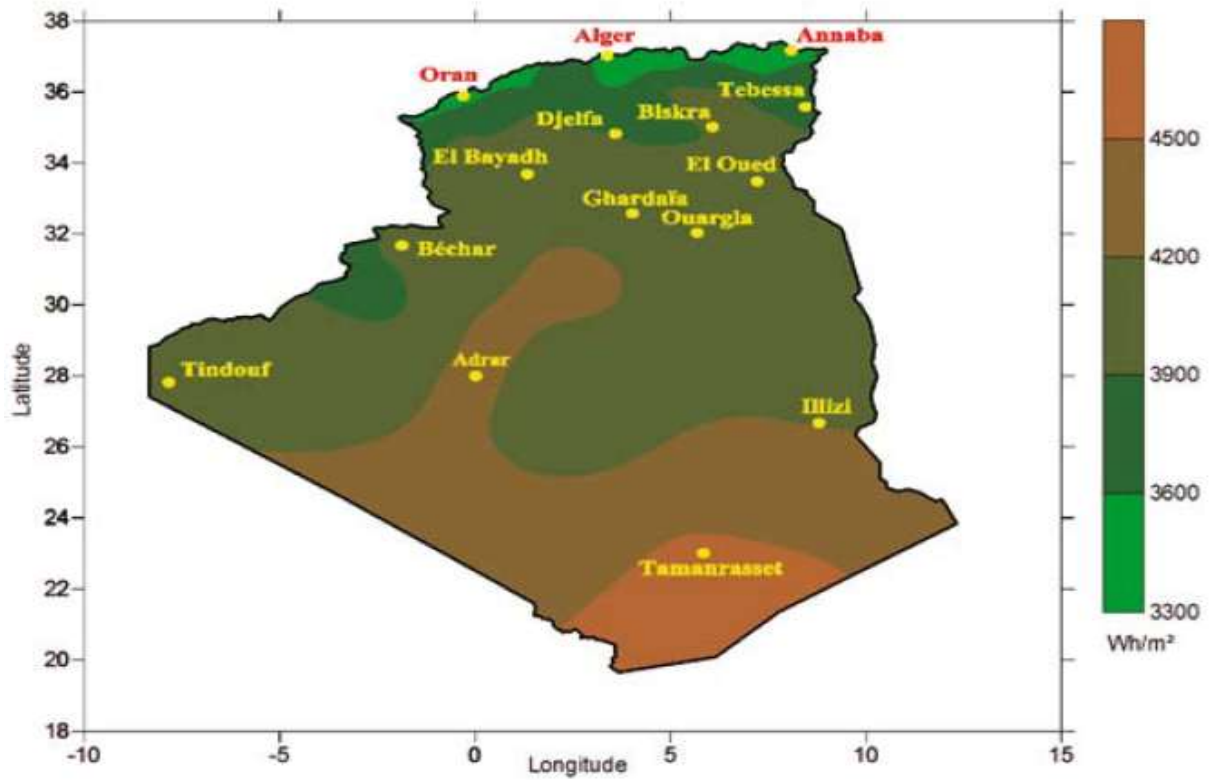 38
36
34
32
30
28
26
24
22
20
18
Latitude
Alger
Annaba
Oran
Tebessa
Biskra
Djelfa
El Bayadh
El Oued
Ghardaïa
Ouargla
Béchar
Tindouf
Adrar
Illizi
Tamanrasset
-10
-5
0
5
10
15
Longitude
4500
4200
3900
3600
3300
Wh/m²